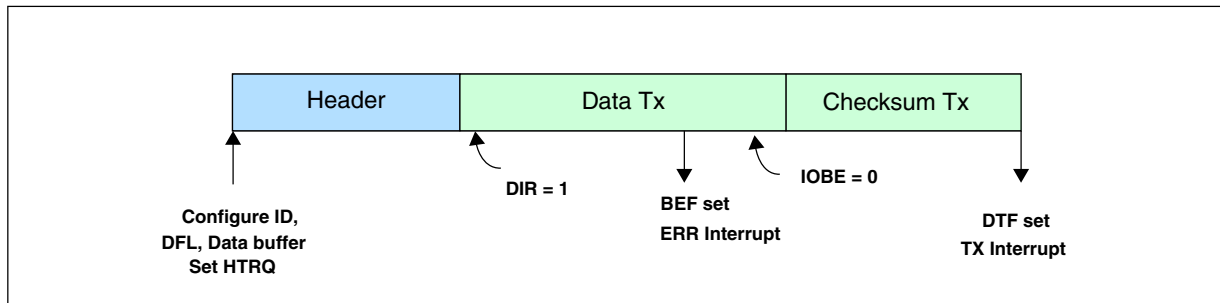 Header
Data Tx
Checksum Tx
DIR = 1
IOBE = 0
Configure ID,
DFL, Data buffer
Set HTRQ
BEF set
ERR Interrupt
DTF set
TX Interrupt